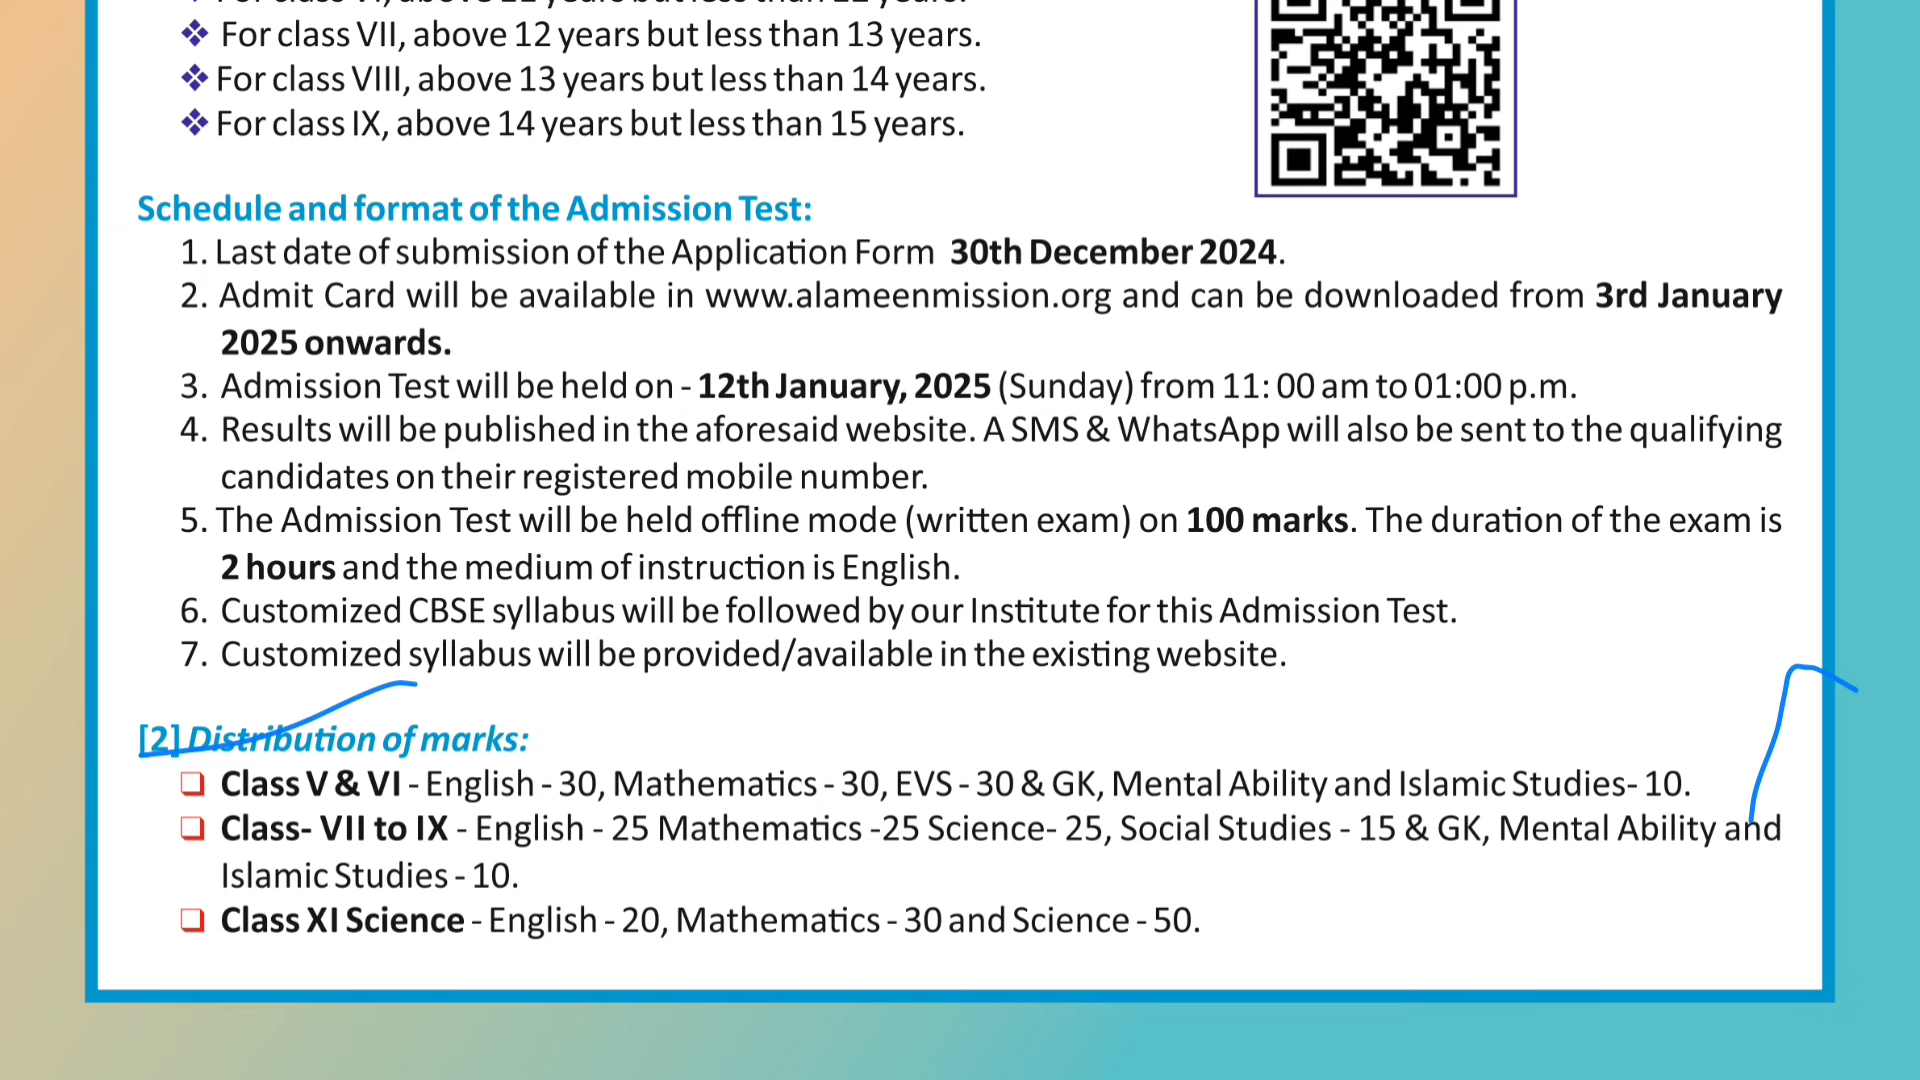 For class VI, above 11 years but less than 12 years.
❖ For class VII, above 12 years but less than 13 years.
❖ For class VIII, above 13 years but less than 14 years.
❖ For class IX, above 14 years but less than 15 years.
Schedule and format of the Admission Test:
1. Last date of submission of the Application Form 30th December 2024.
2. Admit Card will be available in www.alameenmission.org and can be downloaded from 3rd January
2025 onwards.
3. Admission Test will be held on - 12th January, 2025 (Sunday) from 11: 00 am to 01:00 p.m.
4. Results will be published in the aforesaid website. A SMS & WhatsApp will also be sent to the qualifying
candidates on their registered mobile number.
5. The Admission Test will be held offline mode (written exam) on 100 marks. The duration of the exam is
2 hours and the medium of instruction is English.
6. Customized CBSE syllabus will be followed by our Institute for this Admission Test.
7. Customized syllabus will be provided/available in the existing website.
[2] Distribution of marks:
❑ Class V & VI - English - 30, Mathematics - 30, EVS - 30 & GK, Mental Ability and Islamic Studies- 10.
❑ Class- VII to IX - English - 25 Mathematics -25 Science- 25, Social Studies - 15 & GK, Mental Ability and
Islamic Studies - 10.
❑ Class XI Science - English - 20, Mathematics - 30 and Science - 50.